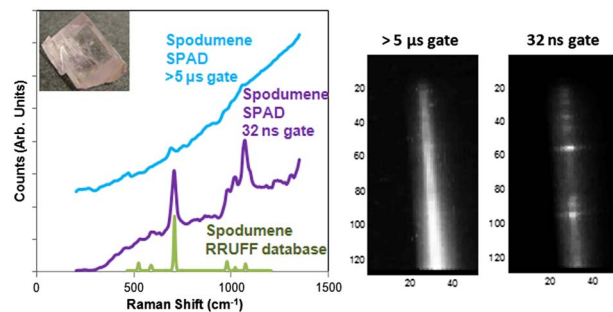 Spodumene
SPAD
>5 µs gate
Spodumene
SPAD
32 ns gate
Spodumene
RRUFF database
Counts (Arb. Units)
0
500
1000
1500
Raman Shift (cm⁻¹)
> 5 µs gate
20
40
60
80
100
120
20
40
32 ns gate
20
40
60
80
100
120
20
40